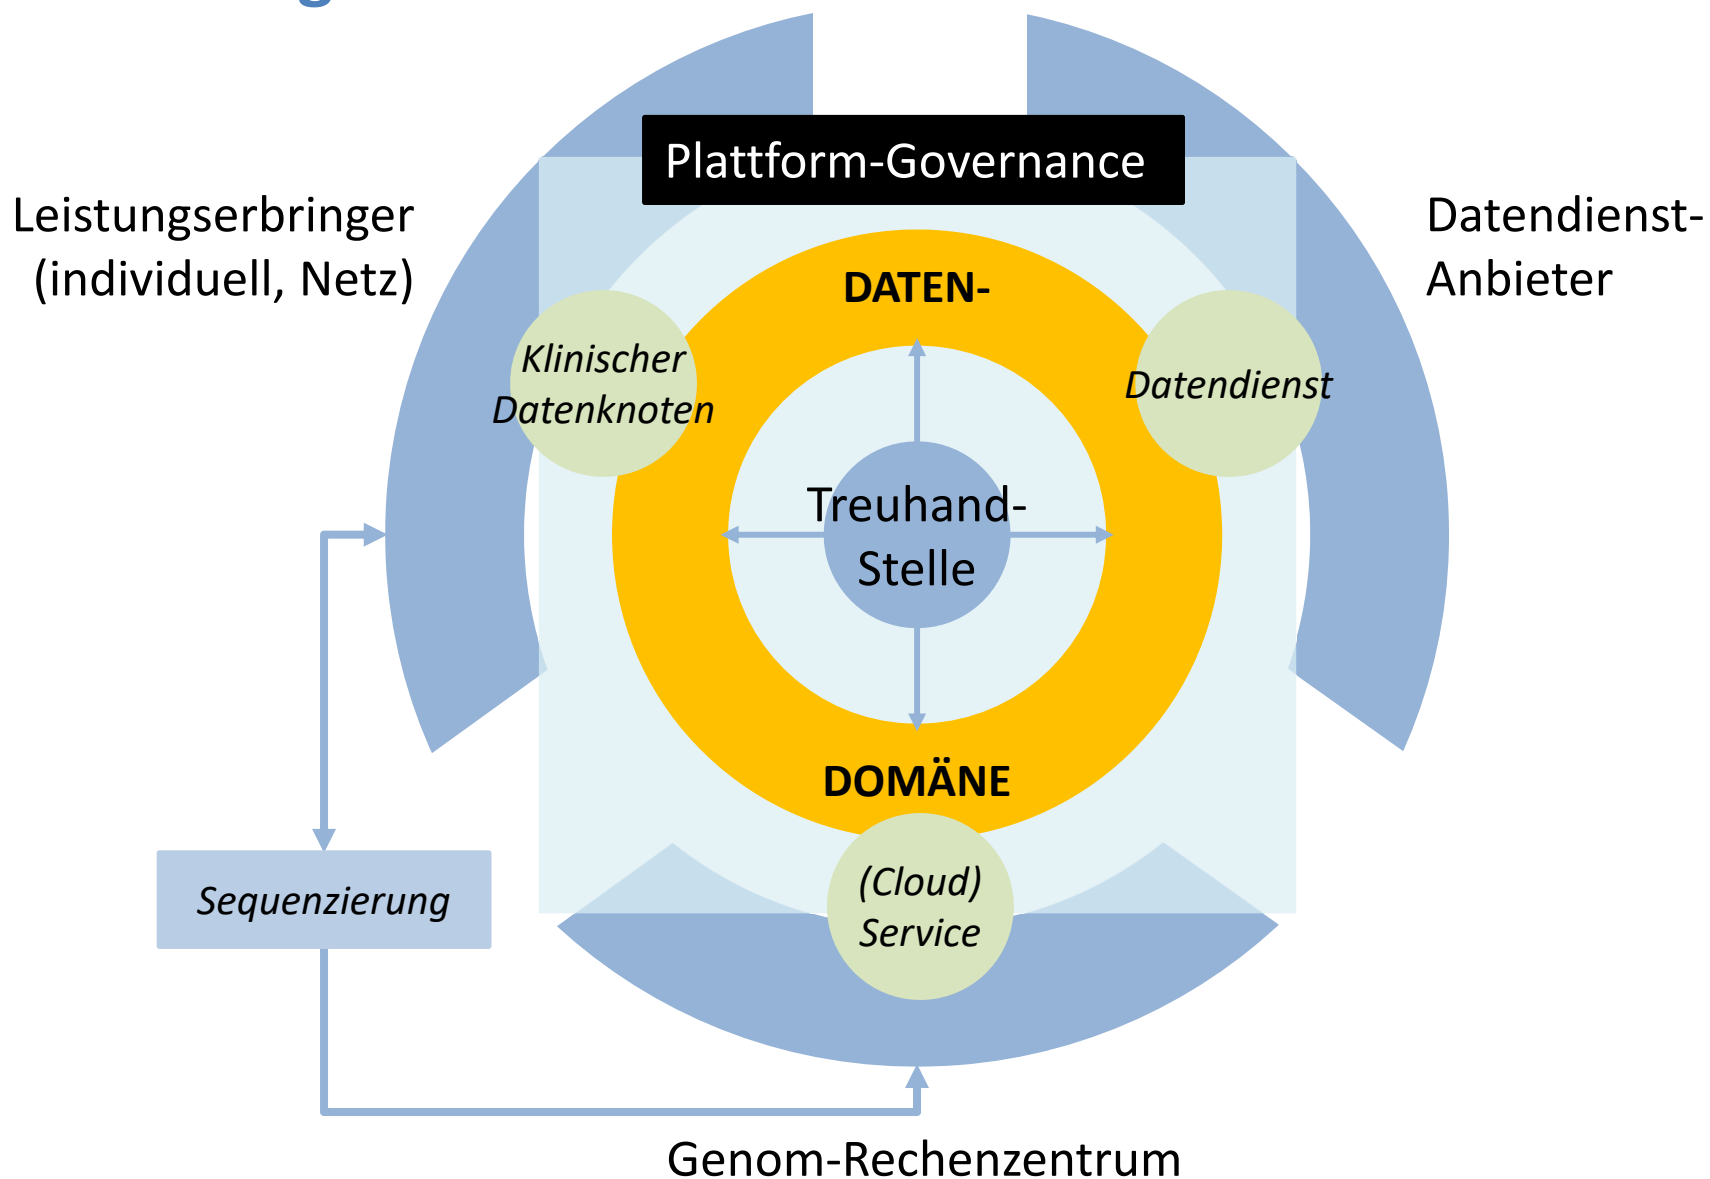 Plattform-Governance
Leistungserbringer
(individuell, Netz)
Datendienst-
Anbieter
DATEN-
Klinischer
Datenknoten
Datendienst
Treuhand-
Stelle
DOMÄNE
(Cloud)
Service
Sequenzierung
Genom-Rechenzentrum